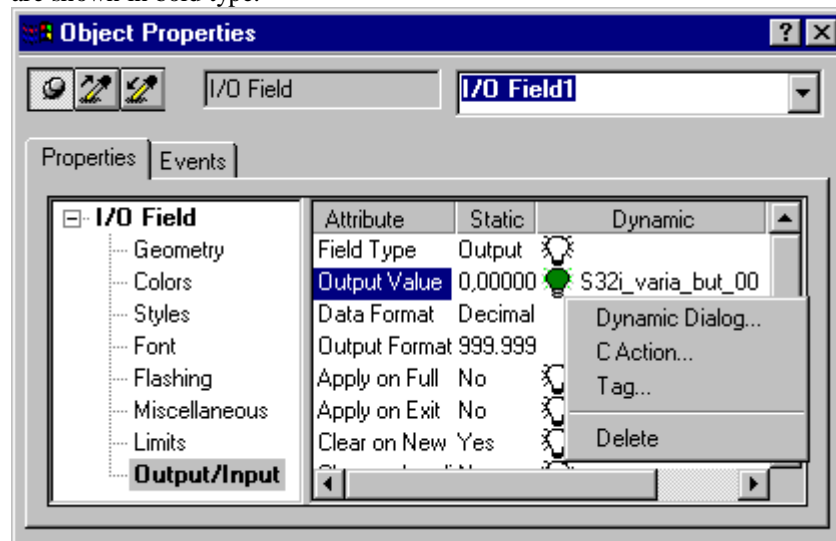 are shown in bold type.
Object Properties
I/O Field I/O Field1
Properties Events
I/O Field
Geometry
Colors
Styles
Font
Flashing
Miscellaneous
Limits
Output/Input
Attribute Static Dynamic
Field Type Output
Output Value 0,00000 S32i_varia_but_00
Data Format Decimal
Output Format 999.999
Apply on Full No
Apply on Exit No
Clear on New Yes
Dynamic Dialog...
C Action...
Tag...
Delete